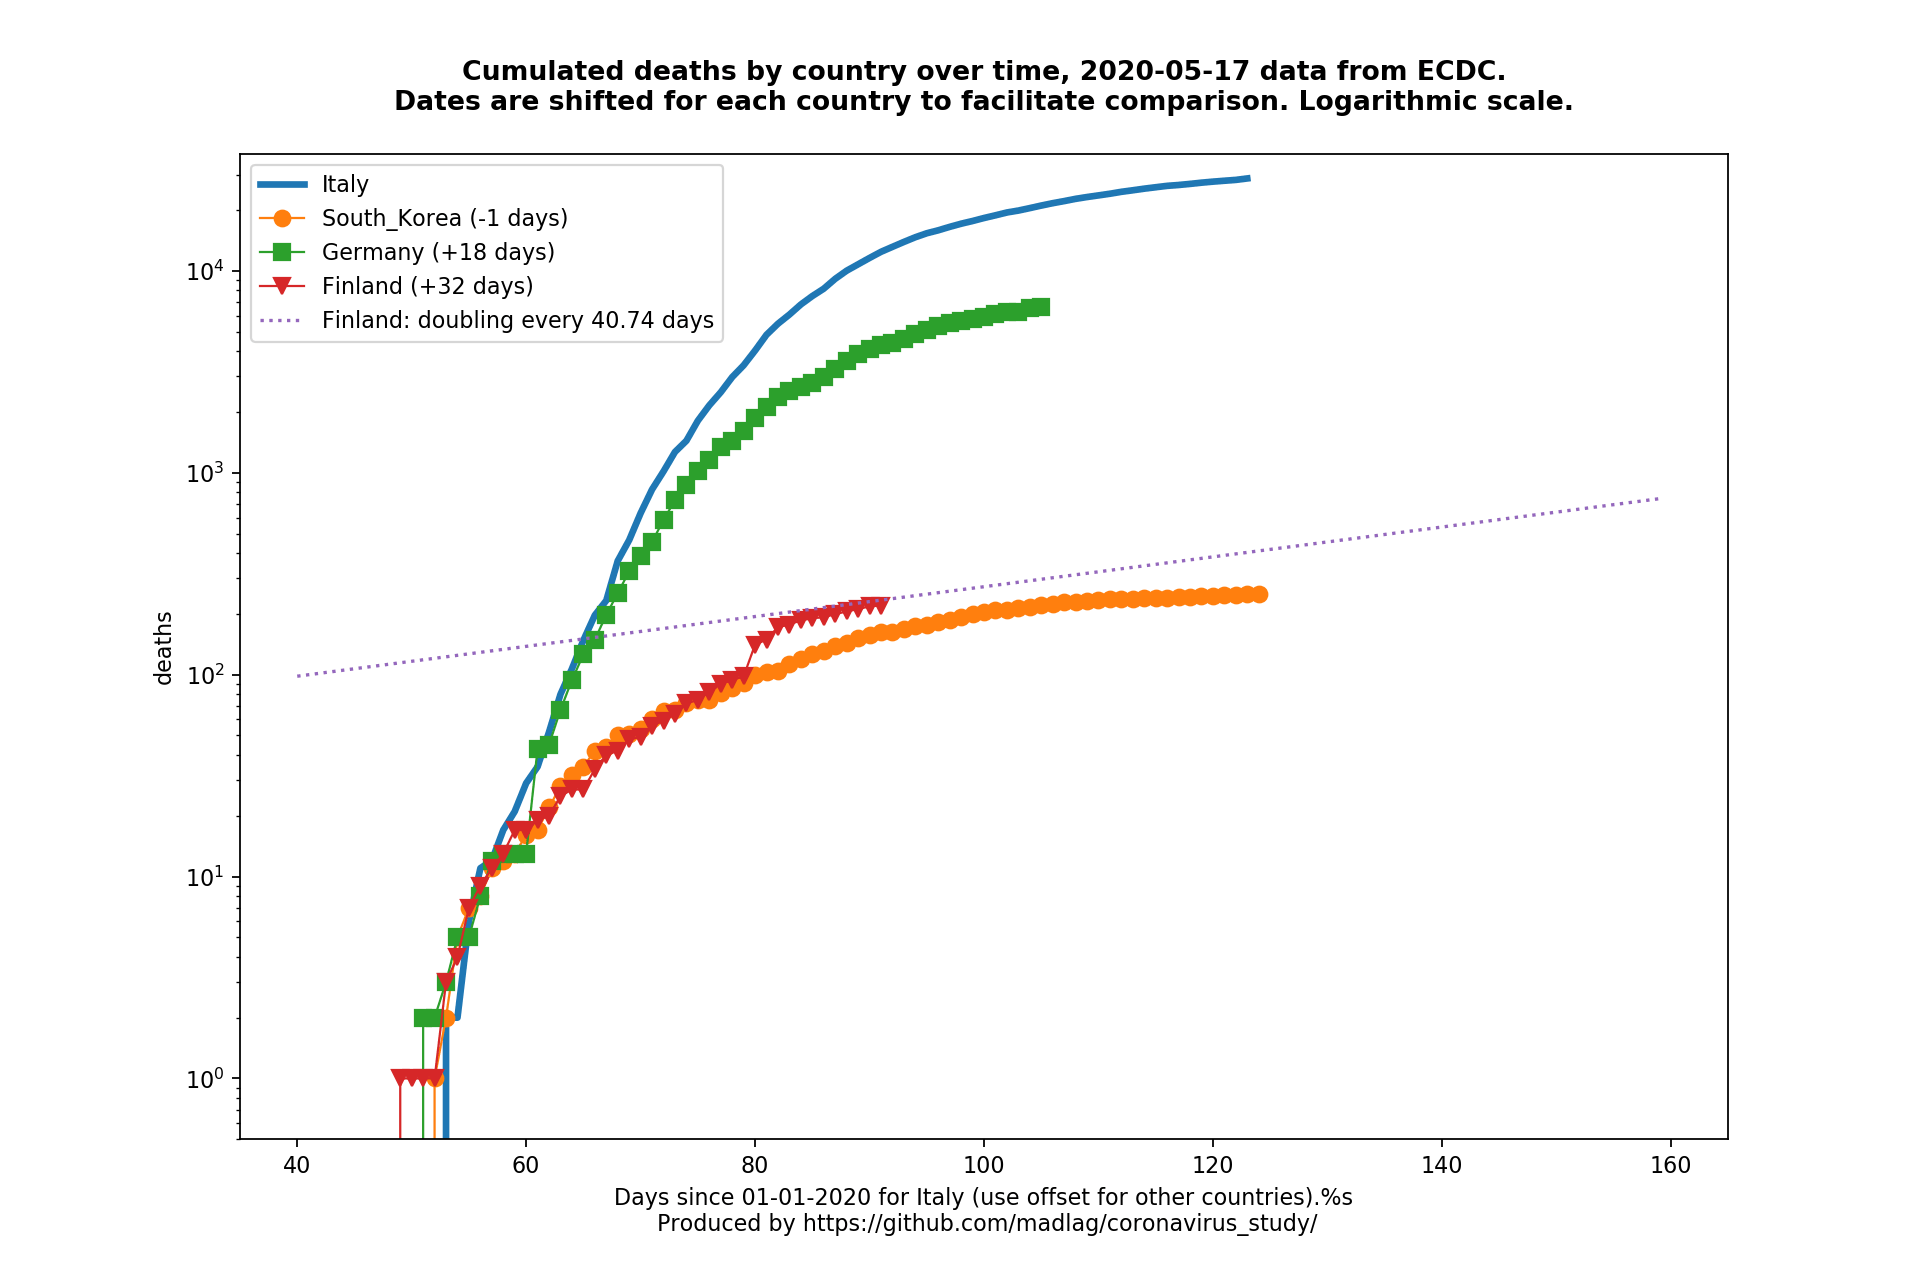 Cumulated deaths by country over time, 2020-05-17 data from ECDC.
Dates are shifted for each country to facilitate comparison. Logarithmic scale.
Italy
South_Korea (-1 days)
Germany (+18 days)
Finland (+32 days)
Finland: doubling every 40.74 days
deaths
10⁴
10³
10²
10¹
10⁰
40 60 80 100 120 140 160
Days since 01-01-2020 for Italy (use offset for other countries).%s
Produced by https://github.com/madlag/coronavirus_study/